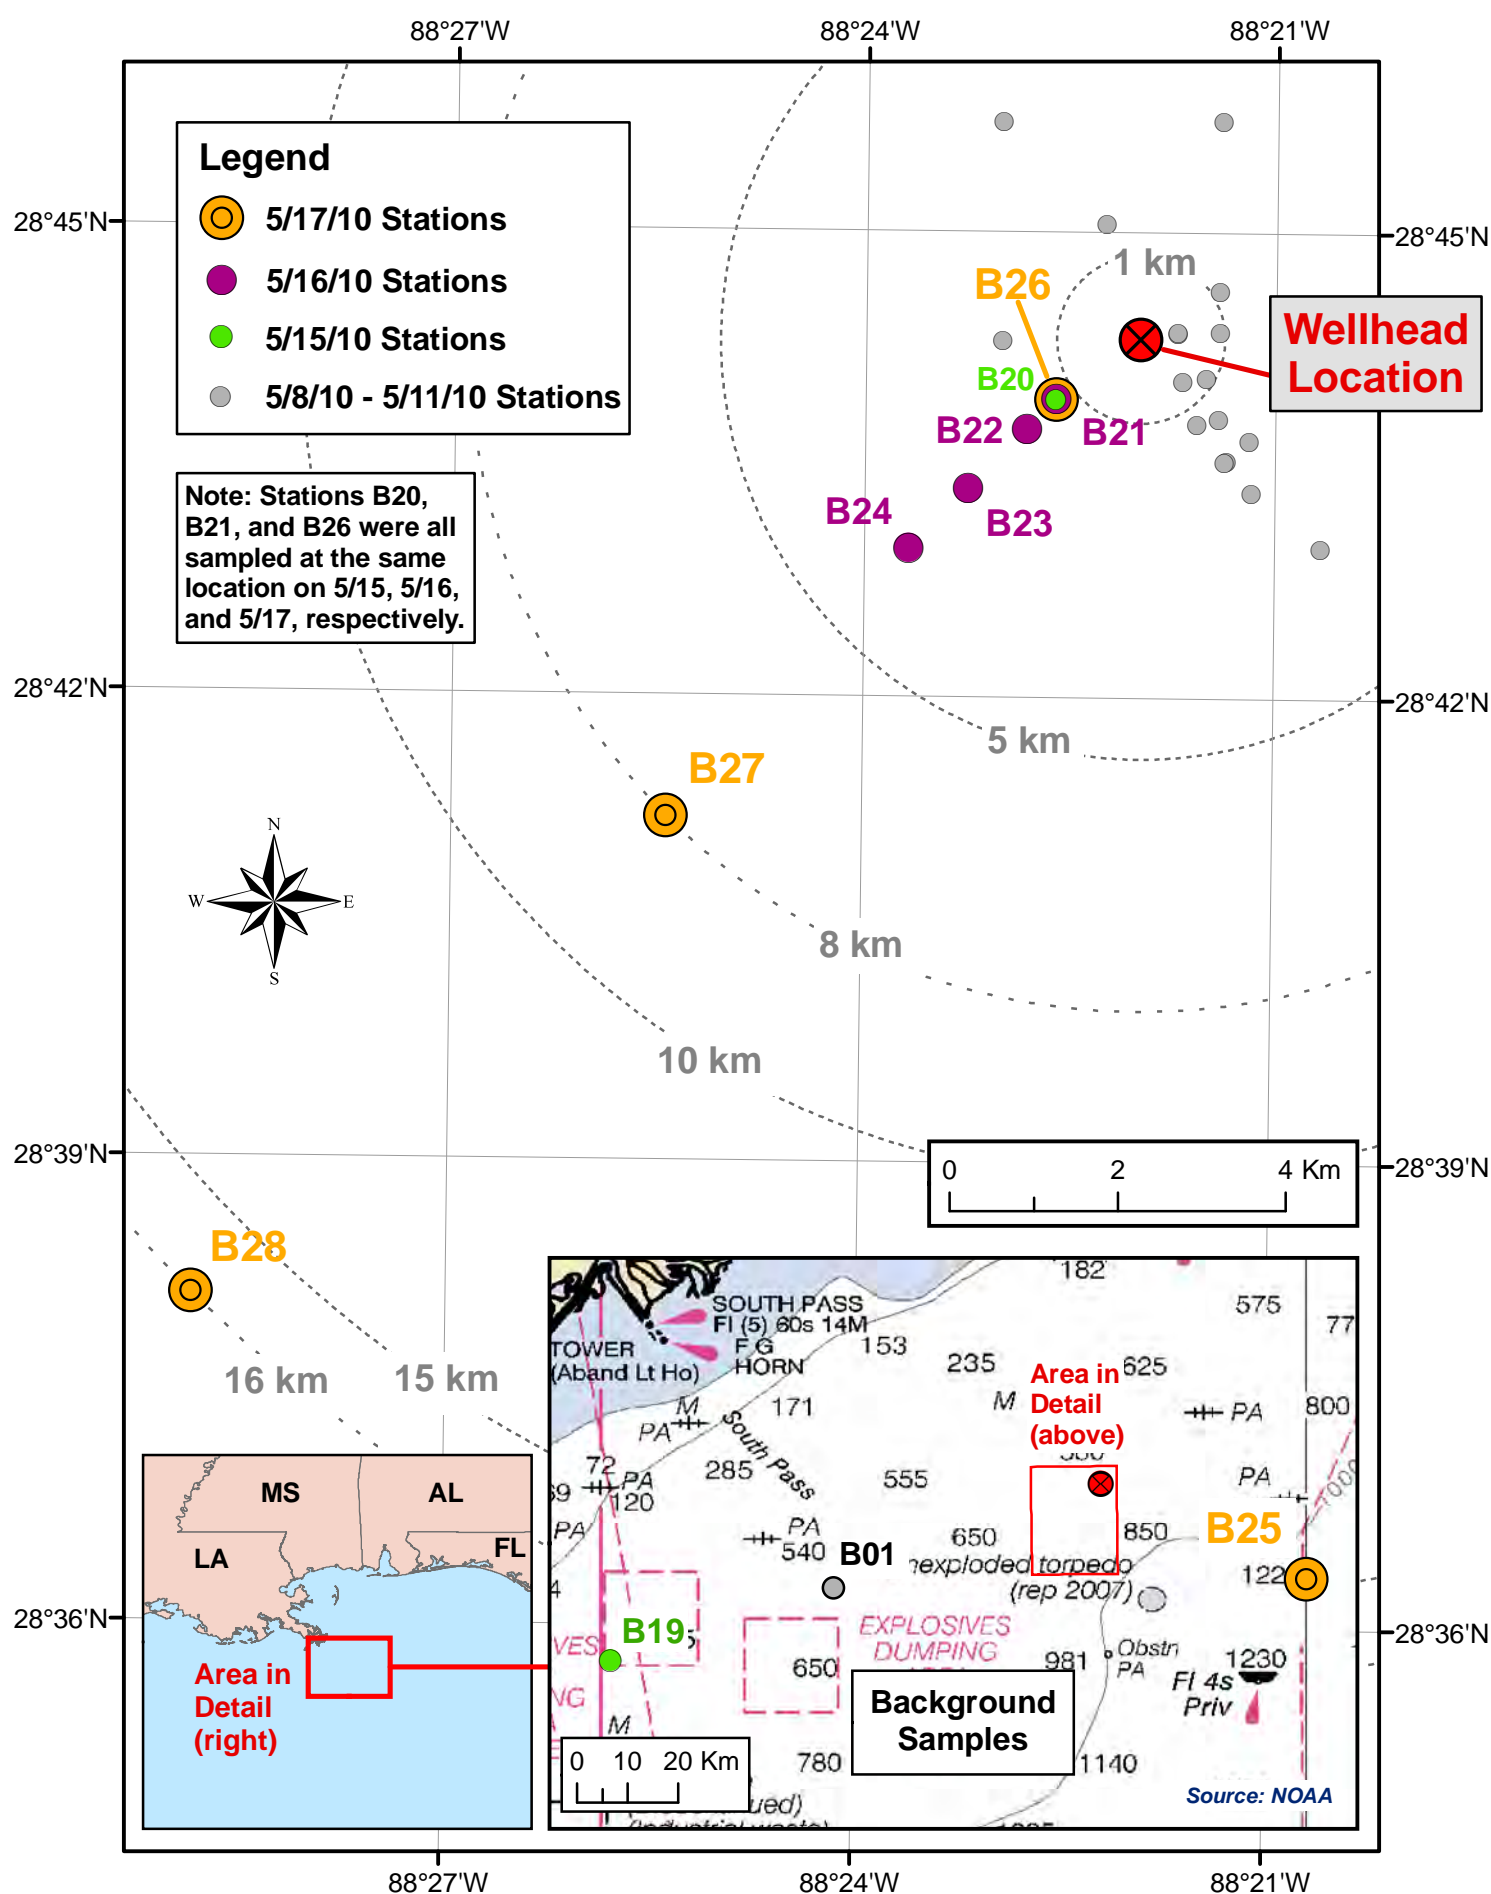 88°27'W
88°24'W
88°21'W
Legend
5/17/10 Stations
5/16/10 Stations
5/15/10 Stations
5/8/10 - 5/11/10 Stations
28°45'N
28°45'N
1 km
B26
Wellhead
Location
B20
B22
B21
B24
B23
Note: Stations B20,
B21, and B26 were all
sampled at the same
location on 5/15, 5/16,
and 5/17, respectively.
28°42'N
28°42'N
5 km
B27
N
W
E
S
8 km
10 km
28°39'N
28°39'N
0 2 4 Km
B28
16 km
15 km
182
575
77
SOUTH PASS
Fl (5) 60s 14M
F G
HORN
TOWER
(Aband Lt Ho)
153
235
625
Area in
Detail
(above)
M
M
PA
171
South Pass
PA
800
72
PA
120
285
555
PA
1000
39
PA
PA
540
B01
650
850
B25
unexploded torpedo
(rep 2007)
122
4
B19
VES
EXPLOSIVES
DUMPING
650
981
Obstn
PA
1230
Fl 4s
Priv
NG
M
Background
Samples
0 10 20 Km
780
1140
Source: NOAA
MS
AL
LA
FL
Area in
Detail
(right)
28°36'N
28°36'N
88°27'W
88°24'W
88°21'W